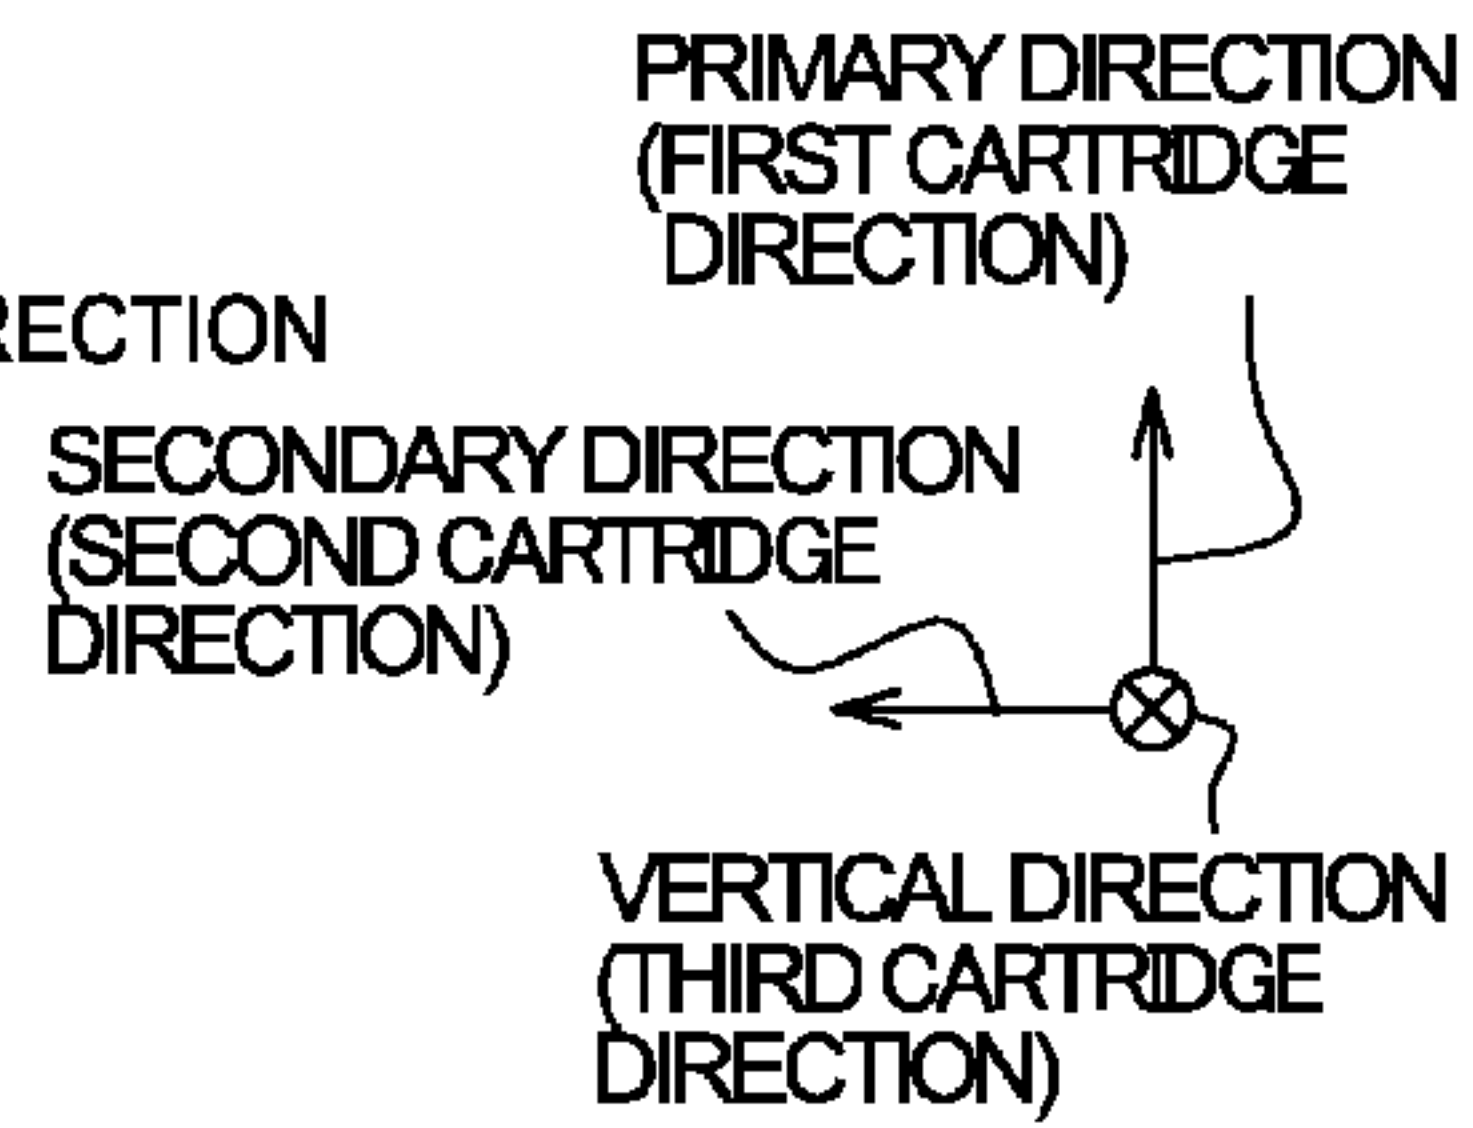 PRIMARY DIRECTION
(FIRST CARTRIDGE
DIRECTION)
RECTION
SECONDARY DIRECTION
(SECOND CARTRIDGE
DIRECTION)
VERTICAL DIRECTION
(THIRD CARTRIDGE
DIRECTION)